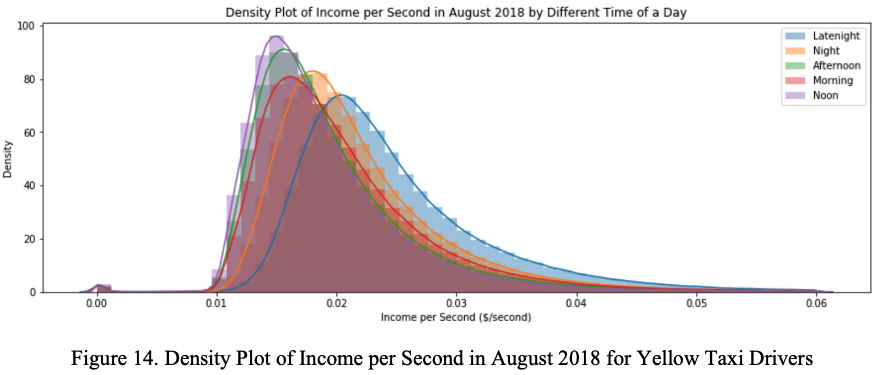 Density Plot of Income per Second in August 2018 by Different Time of a Day
100
80
60
40
20
0
Density
Latenight
Night
Afternoon
Morning
Noon
0.00 0.01 0.02 0.03 0.04 0.05 0.06
Income per Second ($/second)
Figure 14. Density Plot of Income per Second in August 2018 for Yellow Taxi Drivers